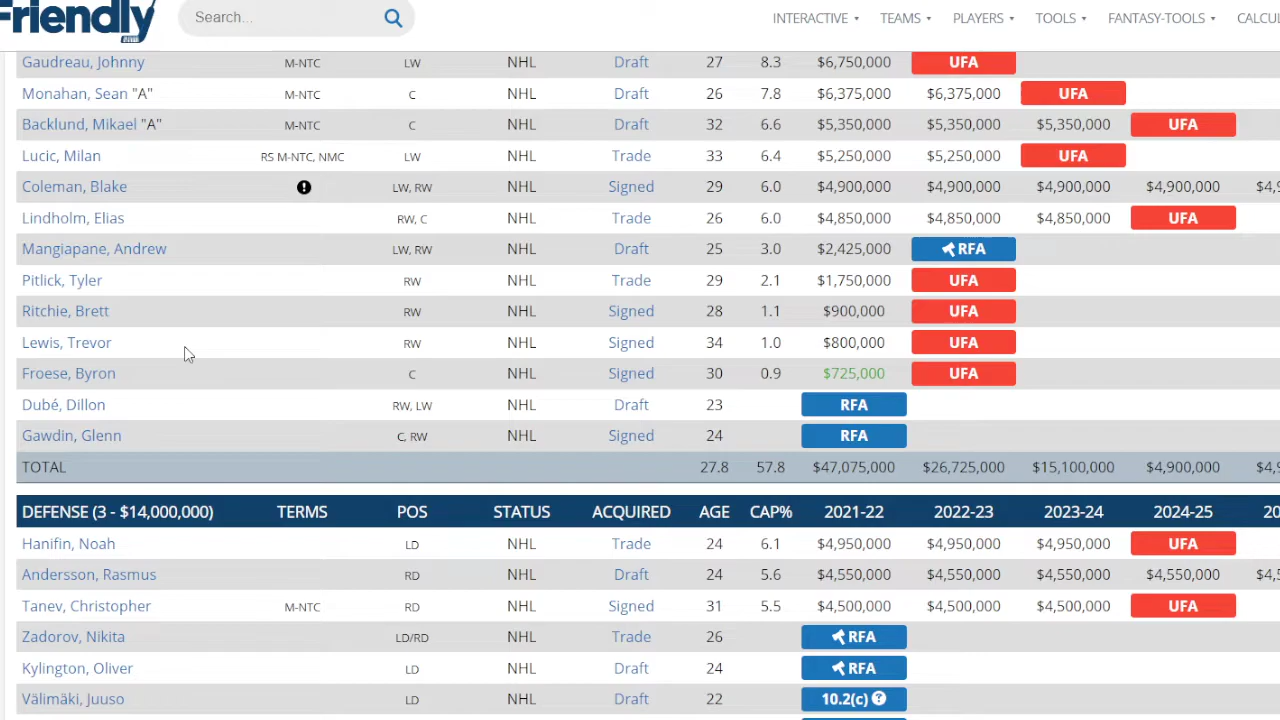 Friendly Search... INTERACTIVE TEAMS PLAYERS TOOLS FANTASY-TOOLS CALCU
Gaudreau, Johnny M-NTC LW NHL Draft 27 8.3 $6,750,000 UFA
Monahan, Sean "A" M-NTC C NHL Draft 26 7.8 $6,375,000 $6,375,000 UFA
Backlund, Mikael "A" M-NTC C NHL Draft 32 6.6 $5,350,000 $5,350,000 $5,350,000 UFA
Lucic, Milan RS M-NTC, NMC LW NHL Trade 33 6.4 $5,250,000 $5,250,000 UFA
Coleman, Blake LW, RW NHL Signed 29 6.0 $4,900,000 $4,900,000 $4,900,000 $4,900,000 $4,9
Lindholm, Elias RW, C NHL Trade 26 6.0 $4,850,000 $4,850,000 $4,850,000 UFA
Mangiapane, Andrew LW, RW NHL Draft 25 3.0 $2,425,000 RFA
Pitlick, Tyler RW NHL Trade 29 2.1 $1,750,000 UFA
Ritchie, Brett RW NHL Signed 28 1.1 $900,000 UFA
Lewis, Trevor RW NHL Signed 34 1.0 $800,000 UFA
Froese, Byron C NHL Signed 30 0.9 $725,000 UFA
Dubé, Dillon RW, LW NHL Draft 23 RFA
Gawdin, Glenn C, RW NHL Signed 24 RFA
TOTAL 27.8 57.8 $47,075,000 $26,725,000 $15,100,000 $4,900,000 $4,9
DEFENSE (3 - $14,000,000) TERMS POS STATUS ACQUIRED AGE CAP% 2021-22 2022-23 2023-24 2024-25 20
Hanifin, Noah LD NHL Trade 24 6.1 $4,950,000 $4,950,000 $4,950,000 UFA
Andersson, Rasmus RD NHL Draft 24 5.6 $4,550,000 $4,550,000 $4,550,000 $4,550,000 $4,5
Tanev, Christopher M-NTC RD NHL Signed 31 5.5 $4,500,000 $4,500,000 $4,500,000 UFA
Zadorov, Nikita LD/RD NHL Trade 26 RFA
Kylington, Oliver LD NHL Draft 24 RFA
Välimäki, Juuso LD NHL Draft 22 10.2(c) ?